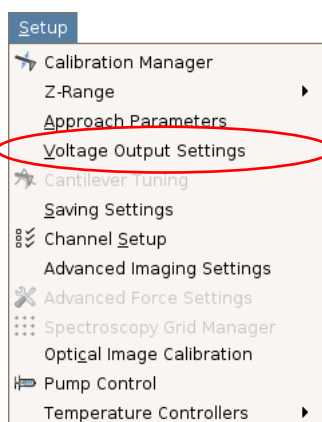 Setup
Calibration Manager
Z-Range
Approach Parameters
Voltage Output Settings
Cantilever Tuning
Saving Settings
Channel Setup
Advanced Imaging Settings
Advanced Force Settings
Spectroscopy Grid Manager
Optical Image Calibration
Pump Control
Temperature Controllers